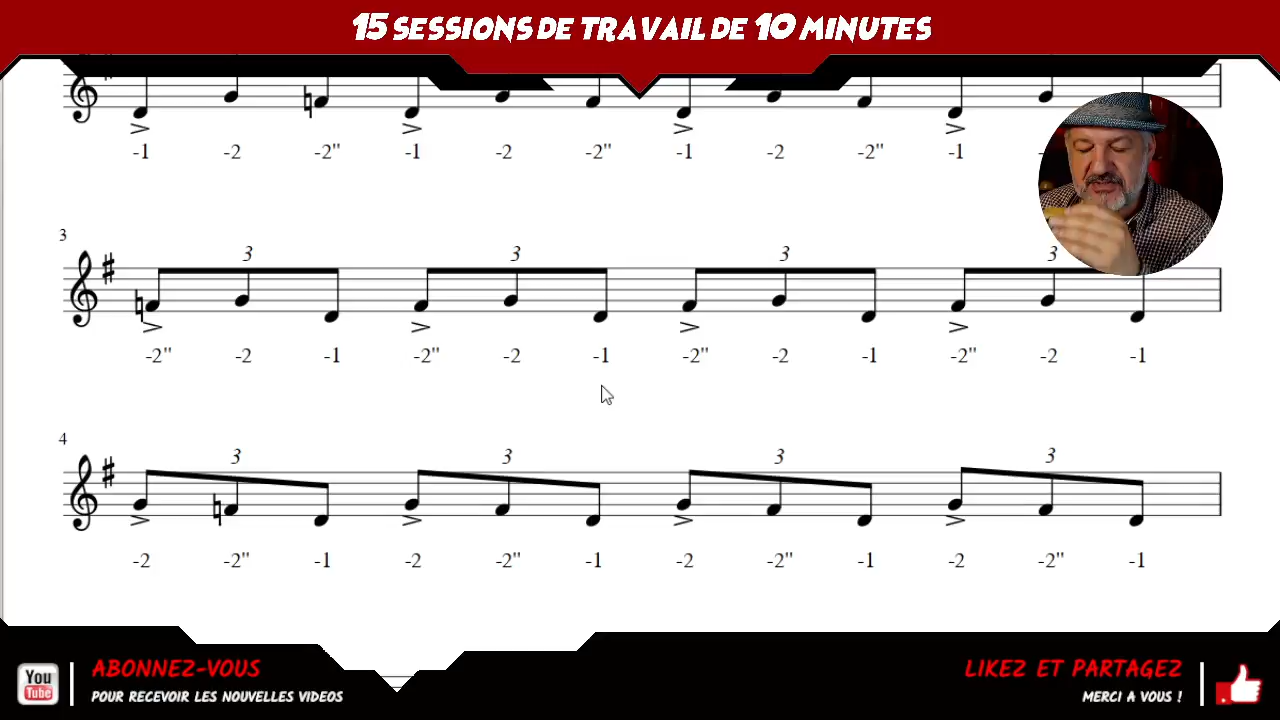 15 SESSIONS DE TRAVAIL DE 10 MINUTES
-1 -2 -2" -1 -2 -2" -1 -2 -2" -1
3
3 3 3 3
-2" -2 -1 -2" -2 -1 -2" -2 -1 -2" -2 -1
4
3 3 3 3
-2 -2" -1 -2 -2" -1 -2 -2" -1 -2 -2" -1
You
Tube
ABONNEZ-VOUS
POUR RECEVOIR LES NOUVELLES VIDEOS
LIKEZ ET PARTAGEZ
MERCI A VOUS !